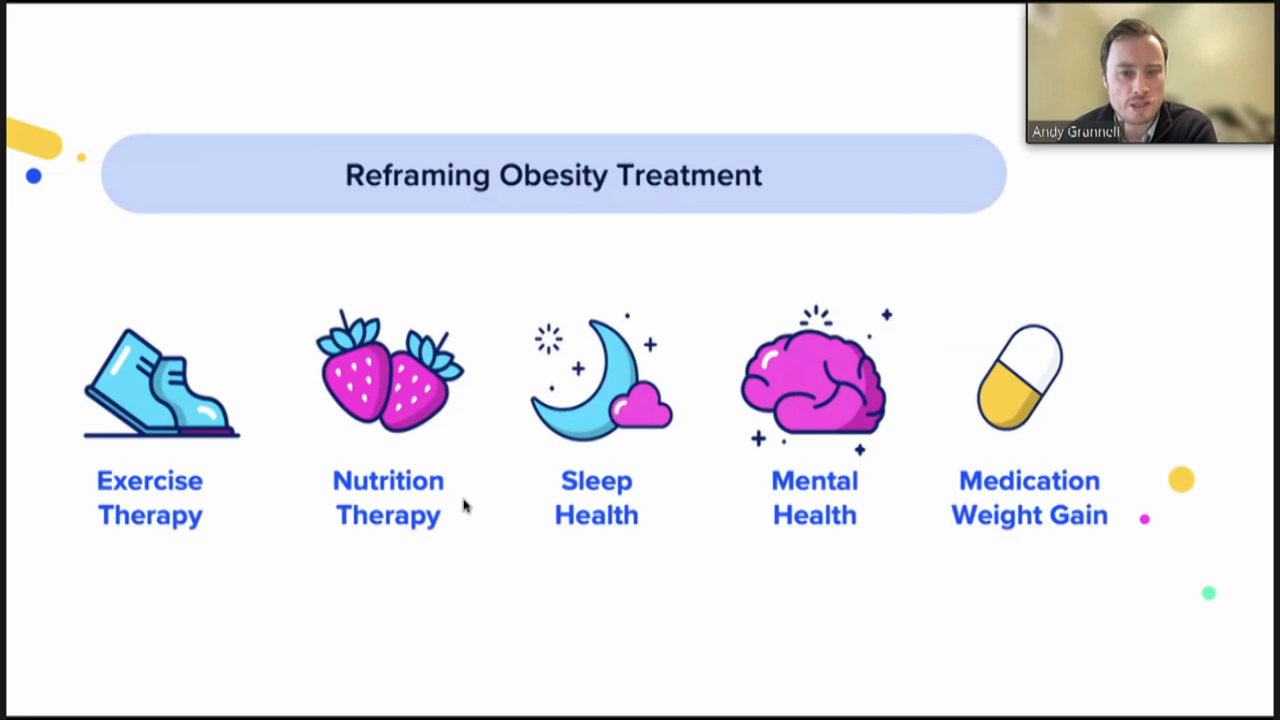 Andy Grannell
Reframing Obesity Treatment
Exercise
Therapy
Nutrition
Therapy
Sleep
Health
Mental
Health
Medication
Weight Gain